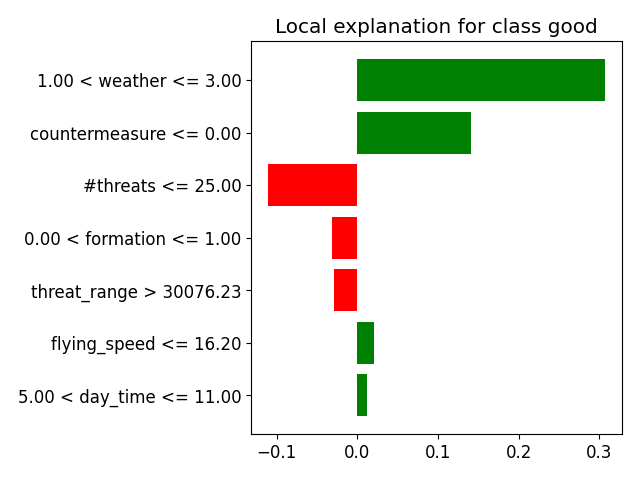 Local explanation for class good
1.00 < weather <= 3.00
countermeasure <= 0.00
#threats <= 25.00
0.00 < formation <= 1.00
threat_range > 30076.23
flying_speed <= 16.20
5.00 < day_time <= 11.00
−0.1 0.0 0.1 0.2 0.3